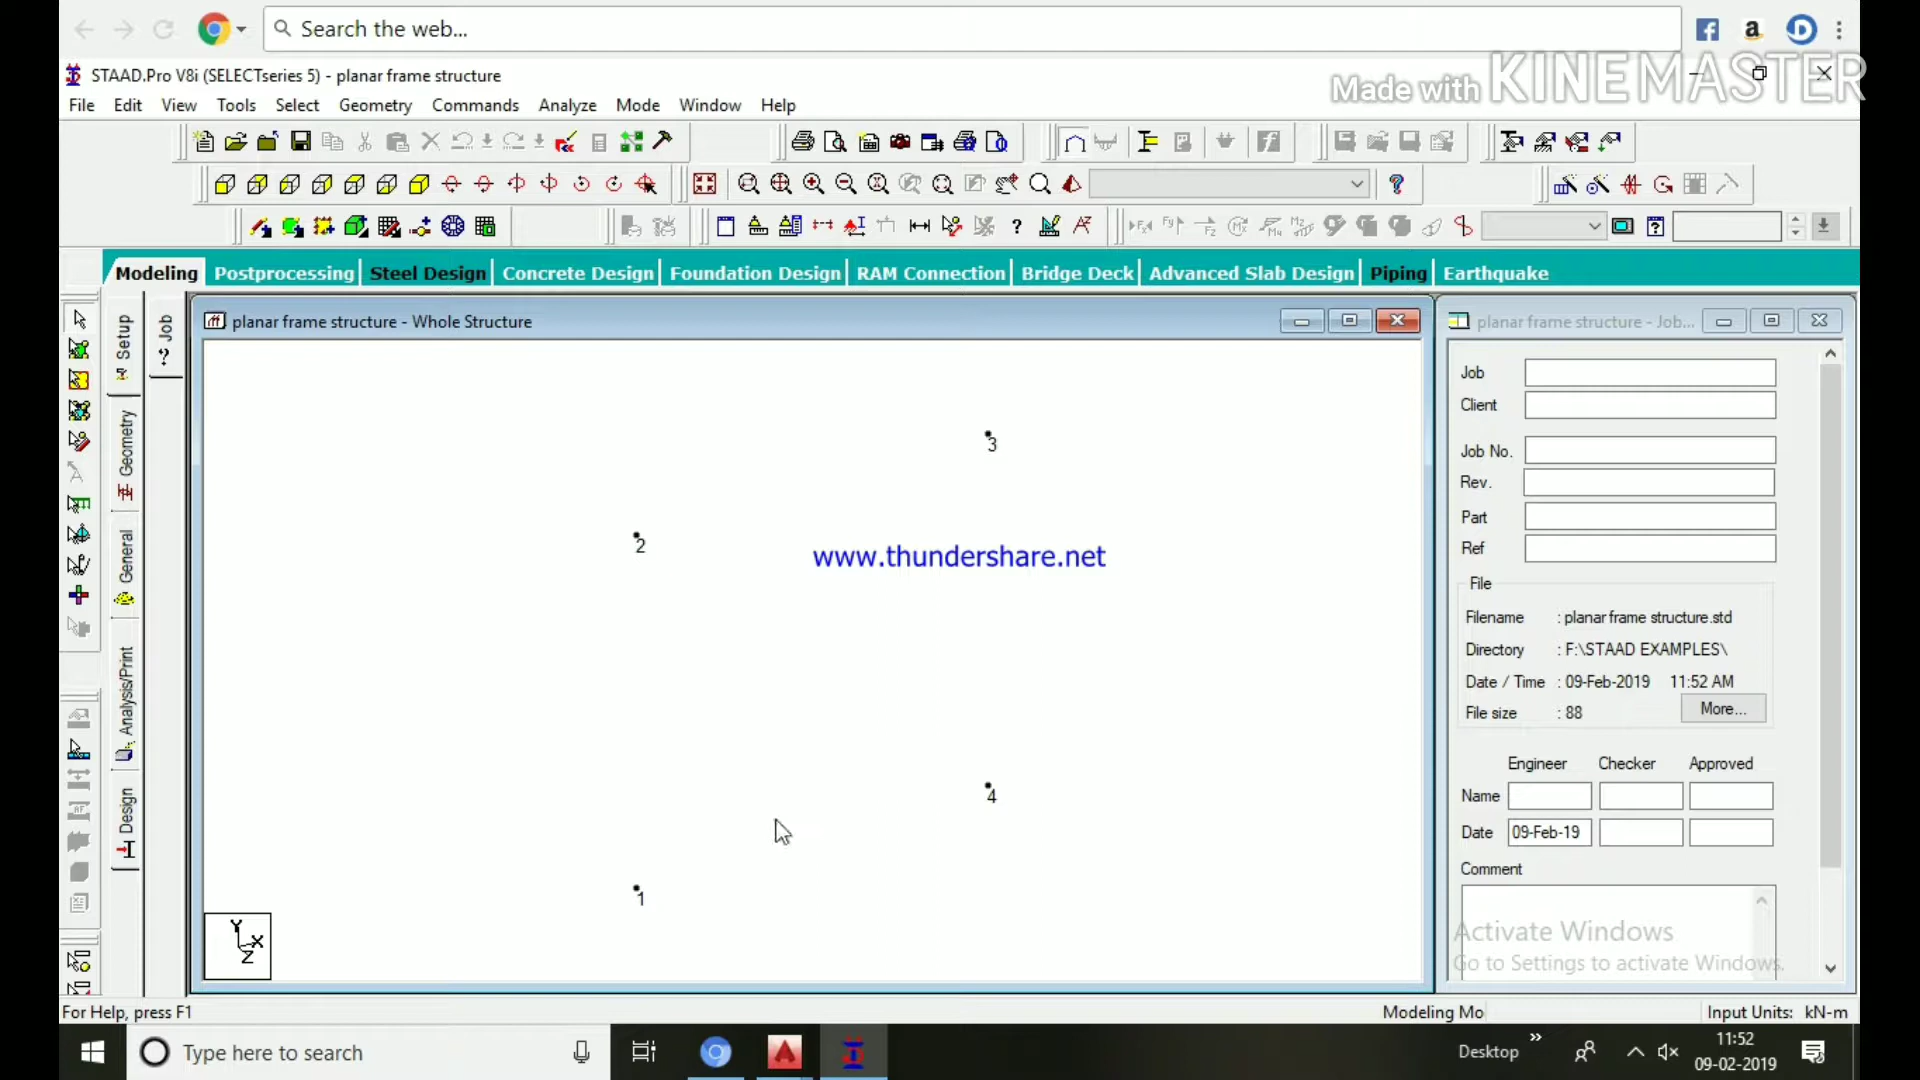 Search the web...
STAAD.Pro V8i (SELECTseries 5) - planar frame structure
Made with KINEMASTER
File Edit View Tools Select Geometry Commands Analyze Mode Window Help
Modeling Postprocessing Steel Design Concrete Design Foundation Design RAM Connection Bridge Deck Advanced Slab Design Piping Earthquake
Setup
Job
Geometry
General
Analysis/Print
Design
planar frame structure - Whole Structure
3
2
www.thundershare.net
4
1
Y
X
Z
planar frame structure - Job...
Job
Client
Job No.
Rev.
Part
Ref
File
Filename : planar frame structure.std
Directory : F:\STAAD EXAMPLES\
Date / Time : 09-Feb-2019 11:52 AM
File size : 88 More...
Engineer Checker Approved
Name
Date 09-Feb-19
Comment
Activate Windows
Go to Settings to activate Windows.
For Help, press F1
Modeling Mo
Input Units: kN-m
Type here to search
Desktop
11:52
09-02-2019